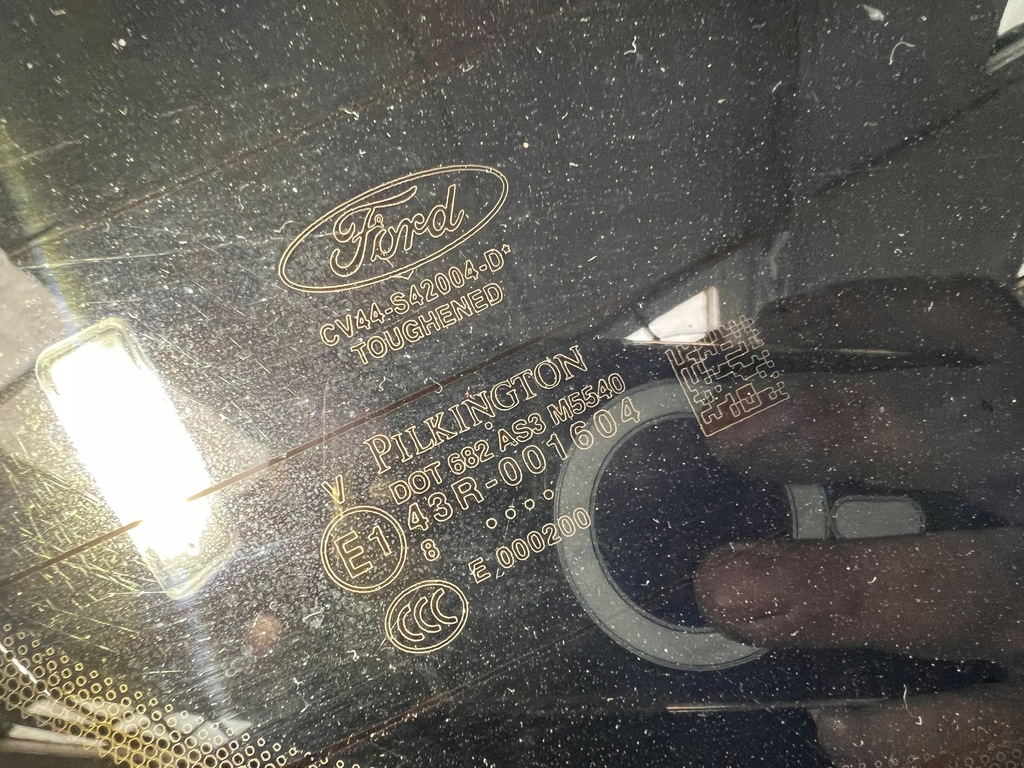 Ford
CV44-S42004-D*
TOUGHENED
PILKINGTON
DOT 682 AS3 M5540
V
E1 43R-001604
8 ....
E 000200
CCC